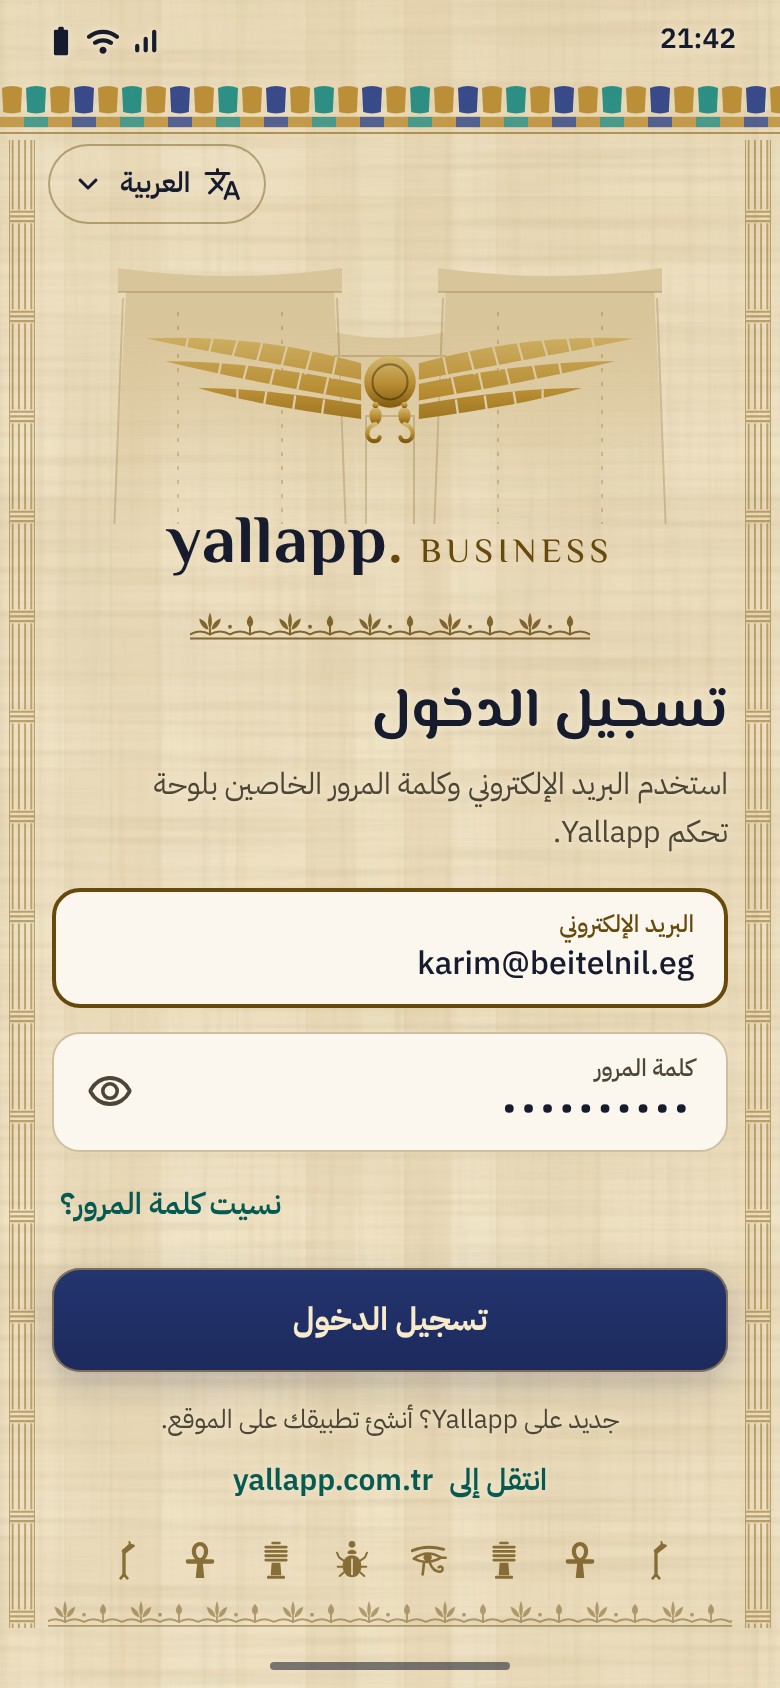 21:42
العربية
yallapp. BUSINESS
تسجيل الدخول
استخدم البريد الإلكتروني وكلمة المرور الخاصين بلوحة
تحكم Yallapp.
البريد الإلكتروني
karim@beitelnil.eg
كلمة المرور
••••••••••
نسيت كلمة المرور؟
تسجيل الدخول
جديد على Yallapp؟ أنشئ تطبيقك على الموقع.
انتقل إلى yallapp.com.tr